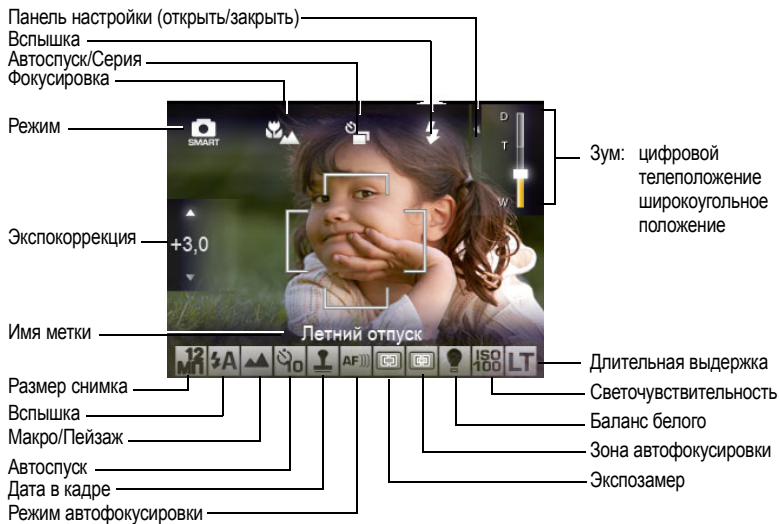 Панель настройки (открыть/закрыть)
Вспышка
Автоспуск/Серия
Фокусировка
Режим
SMART
D
T
W
Зум: цифровой
телеположение
широкоугольное
положение
Экспокоррекция
+3,0
Имя метки
Летний отпуск
12
МП
A
10
AF
ISO
100
LT
Размер снимка
Вспышка
Макро/Пейзаж
Автоспуск
Дата в кадре
Режим автофокусировки
Длительная выдержка
Светочувствительность
Баланс белого
Зона автофокусировки
Экспозамер